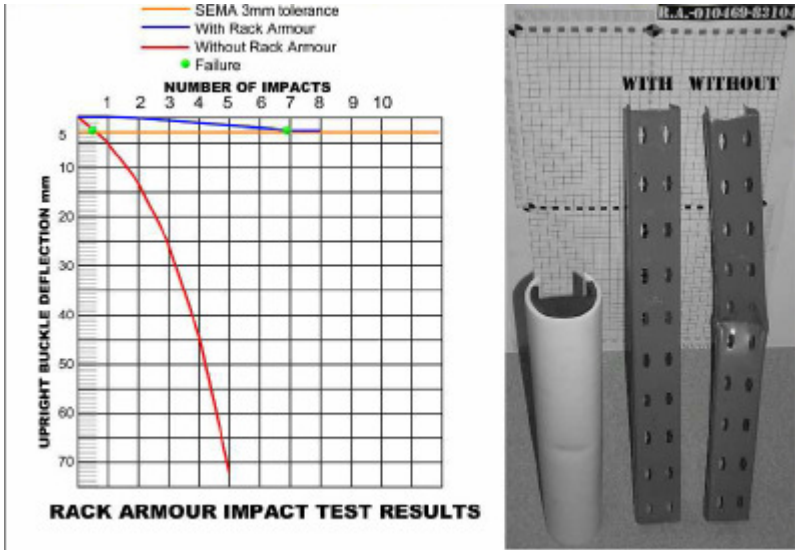 SEMA 3mm tolerance
With Rack Armour
Without Rack Armour
Failure
NUMBER OF IMPACTS
1 2 3 4 5 6 7 8 9 10
UPRIGHT BUCKLE DEFLECTION mm
5
10
20
30
40
50
60
70
RACK ARMOUR IMPACT TEST RESULTS
R.A.-010469-83104
WITH WITHOUT